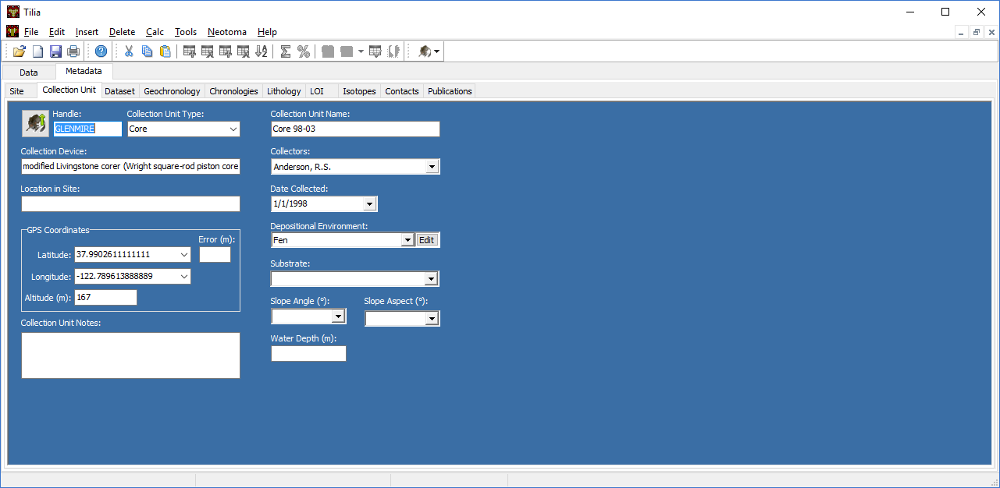 Tilia
File Edit Insert Delete Calc Tools Neotoma Help
Data Metadata
Site Collection Unit Dataset Geochronology Chronologies Lithology LOI Isotopes Contacts Publications
Handle: Collection Unit Type: Collection Unit Name:
GLENMIRE Core Core 98-03
Collection Device: Collectors:
modified Livingstone corer (Wright square-rod piston core Anderson, R.S.
Location in Site: Date Collected:
1/1/1998
GPS Coordinates Depositional Environment:
Error (m): Fen Edit
Latitude: 37.9902611111111
Substrate:
Longitude: -122.789613888889
Altitude (m): 167 Slope Angle (º): Slope Aspect (º):
Collection Unit Notes:
Water Depth (m):